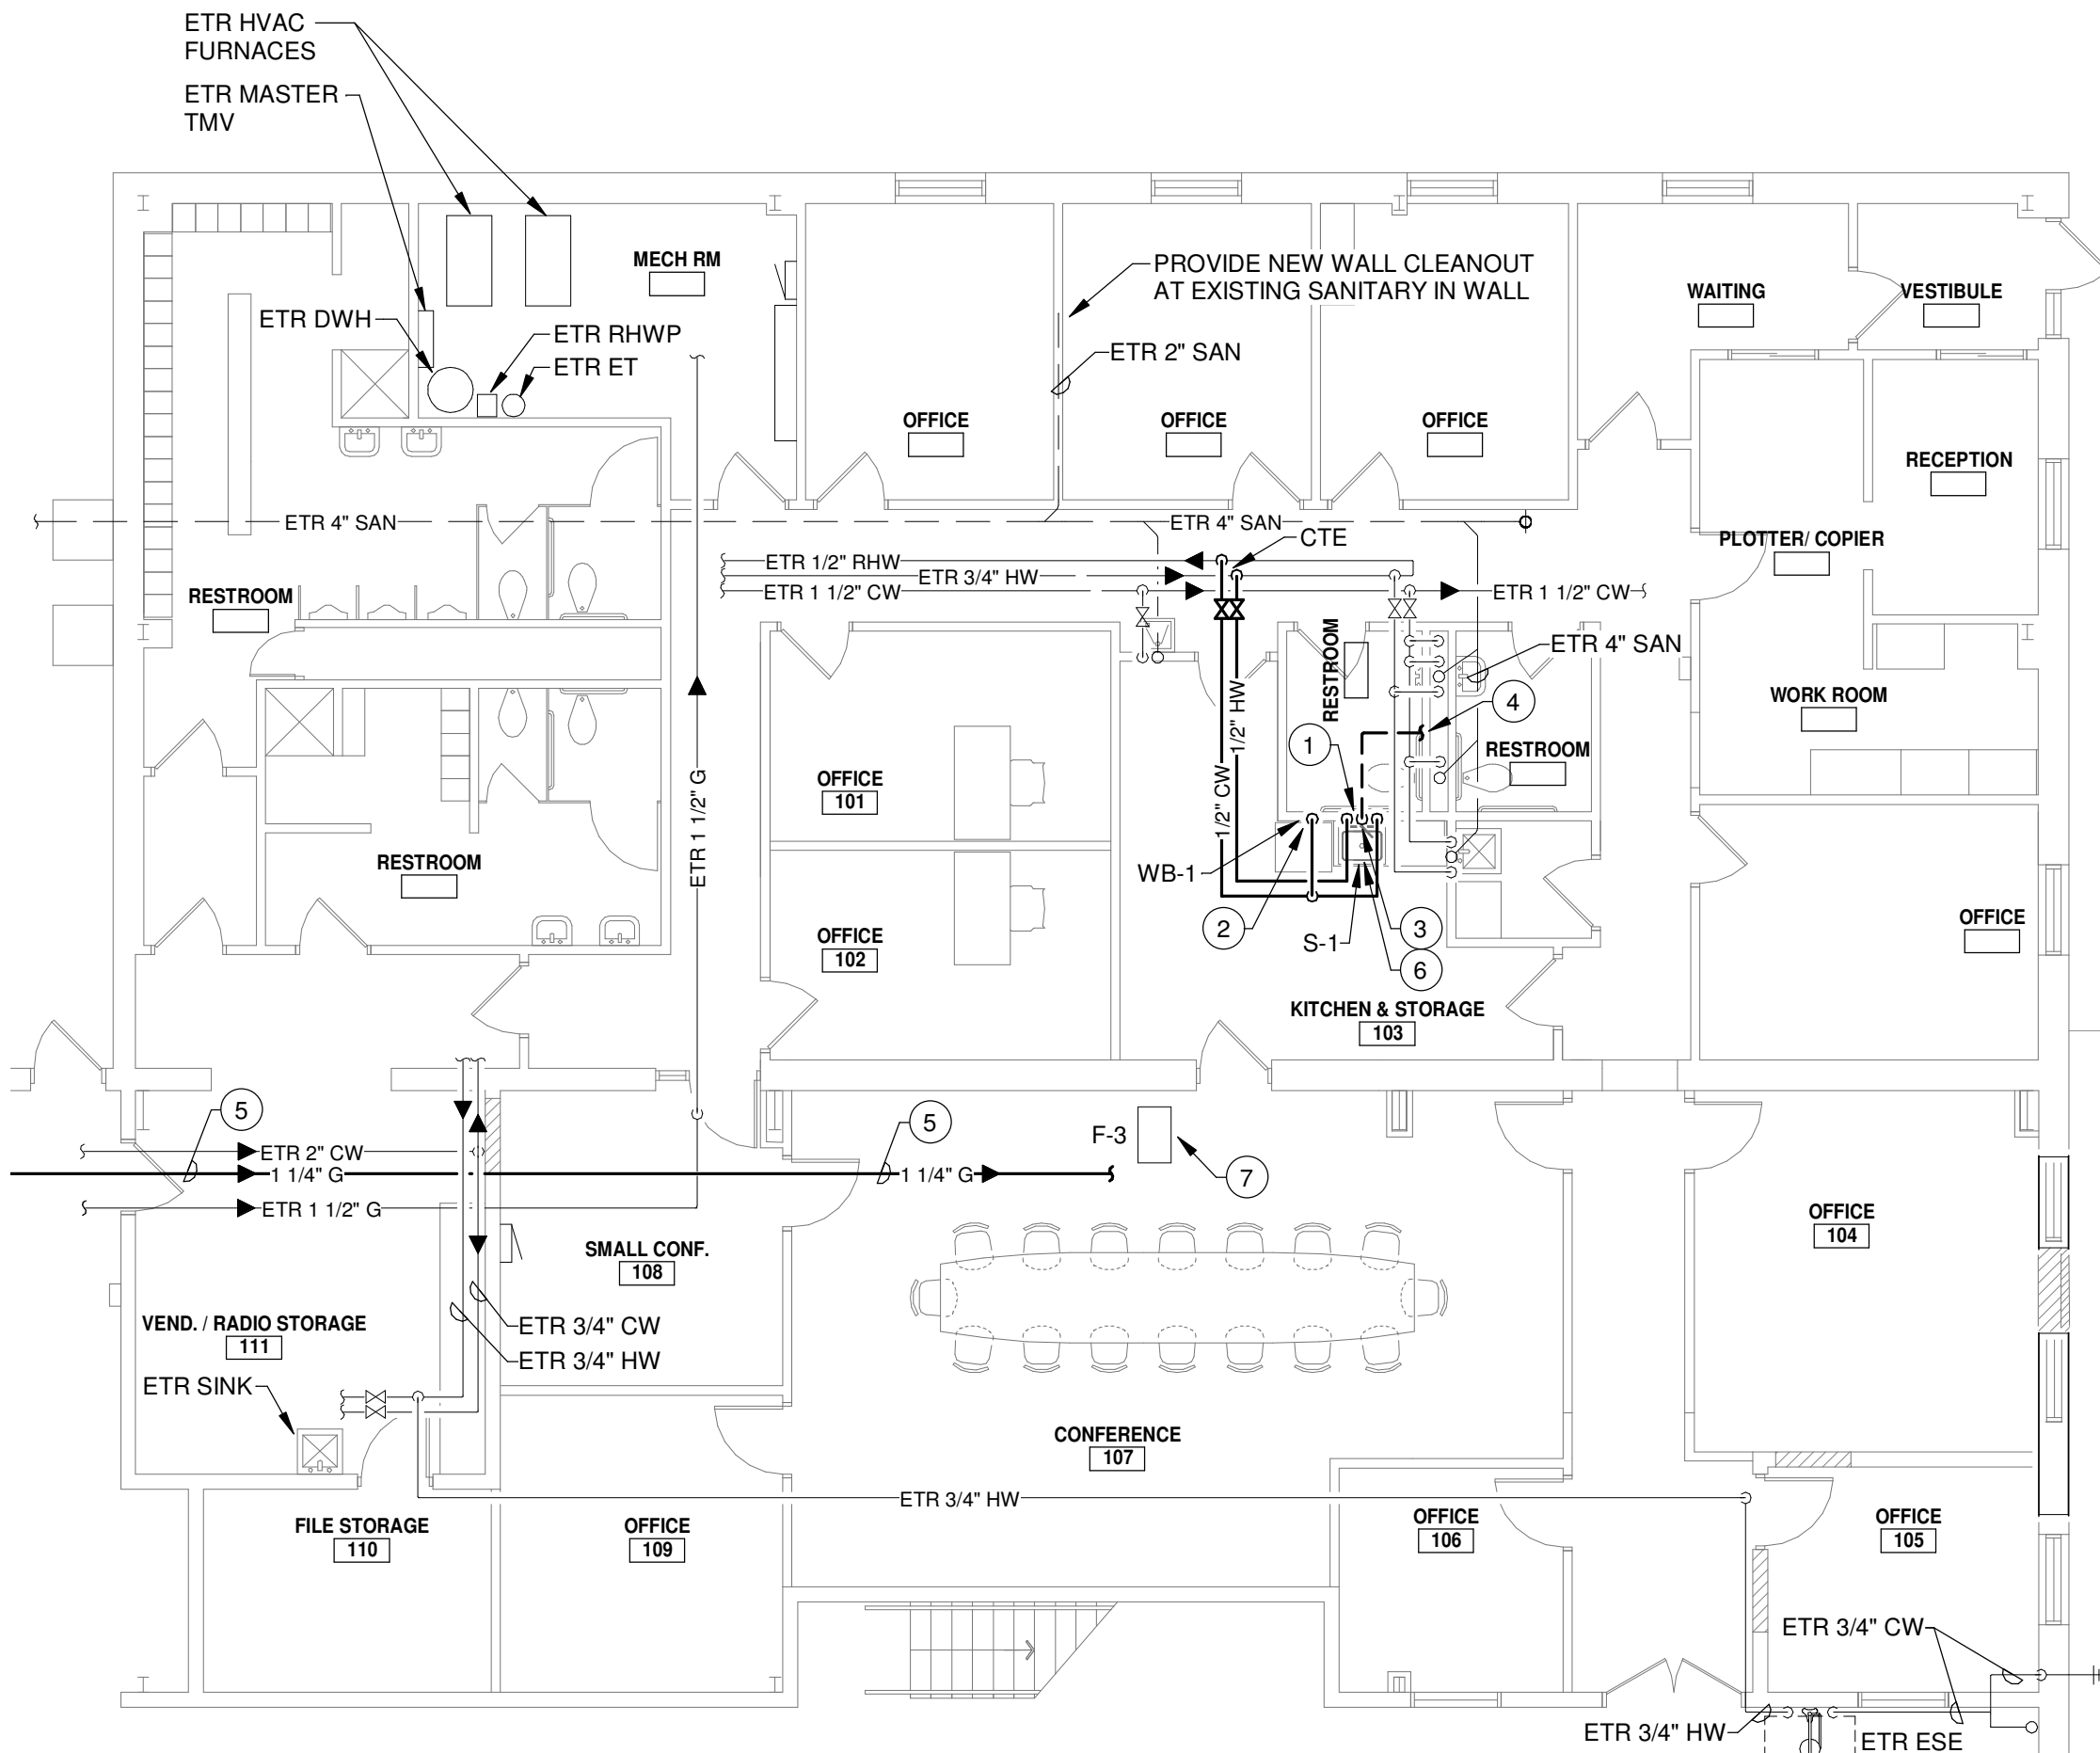 ETR HVAC
FURNACES
ETR MASTER
TMV
MECH RM
PROVIDE NEW WALL CLEANOUT
AT EXISTING SANITARY IN WALL
WAITING
VESTIBULE
ETR DWH
ETR RHWP
ETR ET
ETR 2" SAN
OFFICE
OFFICE
OFFICE
RECEPTION
ETR 4" SAN
ETR 4" SAN
CTE
PLOTTER/ COPIER
ETR 1/2" RHW
ETR 3/4" HW
ETR 1 1/2" CW
ETR 1 1/2" CW
RESTROOM
RESTROOM
ETR 4" SAN
WORK ROOM
1/2" HW
4
1
RESTROOM
OFFICE
101
1/2" CW
ETR 1 1/2" G
RESTROOM
WB-1
2
3
S-1
6
OFFICE
102
OFFICE
KITCHEN & STORAGE
103
5
5
F-3
7
ETR 2" CW
1 1/4" G
1 1/4" G
ETR 1 1/2" G
OFFICE
104
SMALL CONF.
108
VEND. / RADIO STORAGE
111
ETR 3/4" CW
ETR 3/4" HW
ETR SINK
CONFERENCE
107
ETR 3/4" HW
FILE STORAGE
110
OFFICE
109
OFFICE
106
OFFICE
105
ETR 3/4" CW
ETR 3/4" HW
ETR ESE